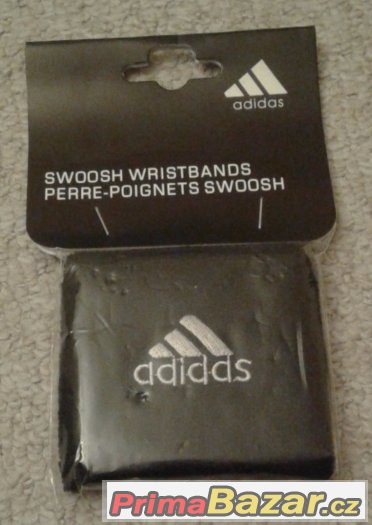 adidas
SWOOSH WRISTBANDS
PERRE-POIGNETS SWOOSH
adidas
PrimaBazar.cz